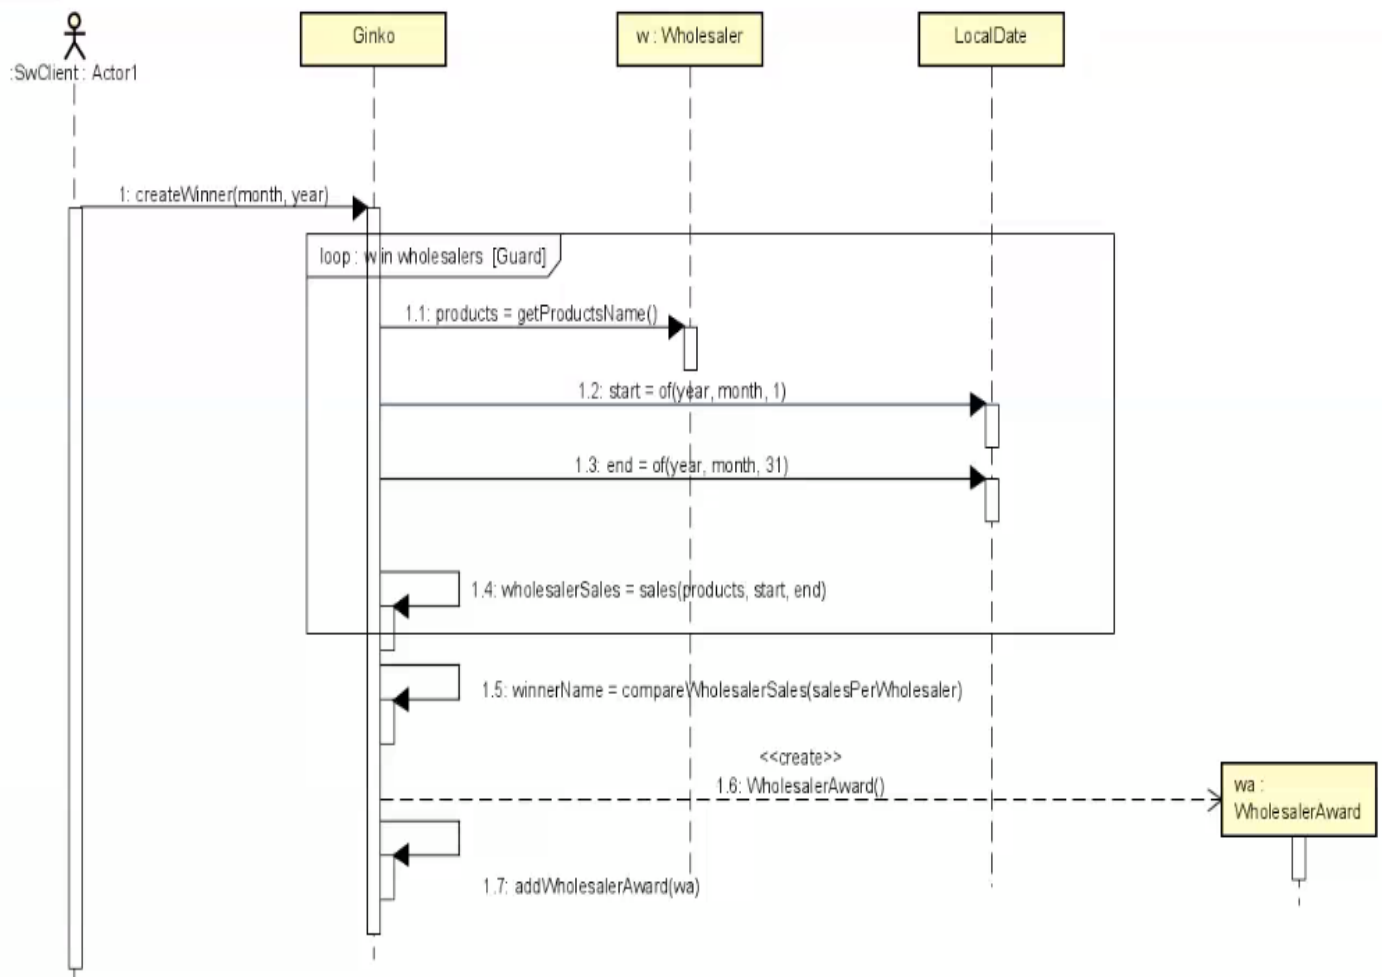 Ginko
w : Wholesaler
LocalDate
:SwClient : Actor1
1: createWinner(month, year)
loop : w in wholesalers [Guard]
1.1: products = getProductsName()
1.2: start = of(year, month, 1)
1.3: end = of(year, month, 31)
1.4: wholesalerSales = sales(products, start, end)
1.5: winnerName = compareWholesalerSales(salesPerWholesaler)
<<create>>
1.6: WholesalerAward()
wa :
WholesalerAward
1.7: addWholesalerAward(wa)